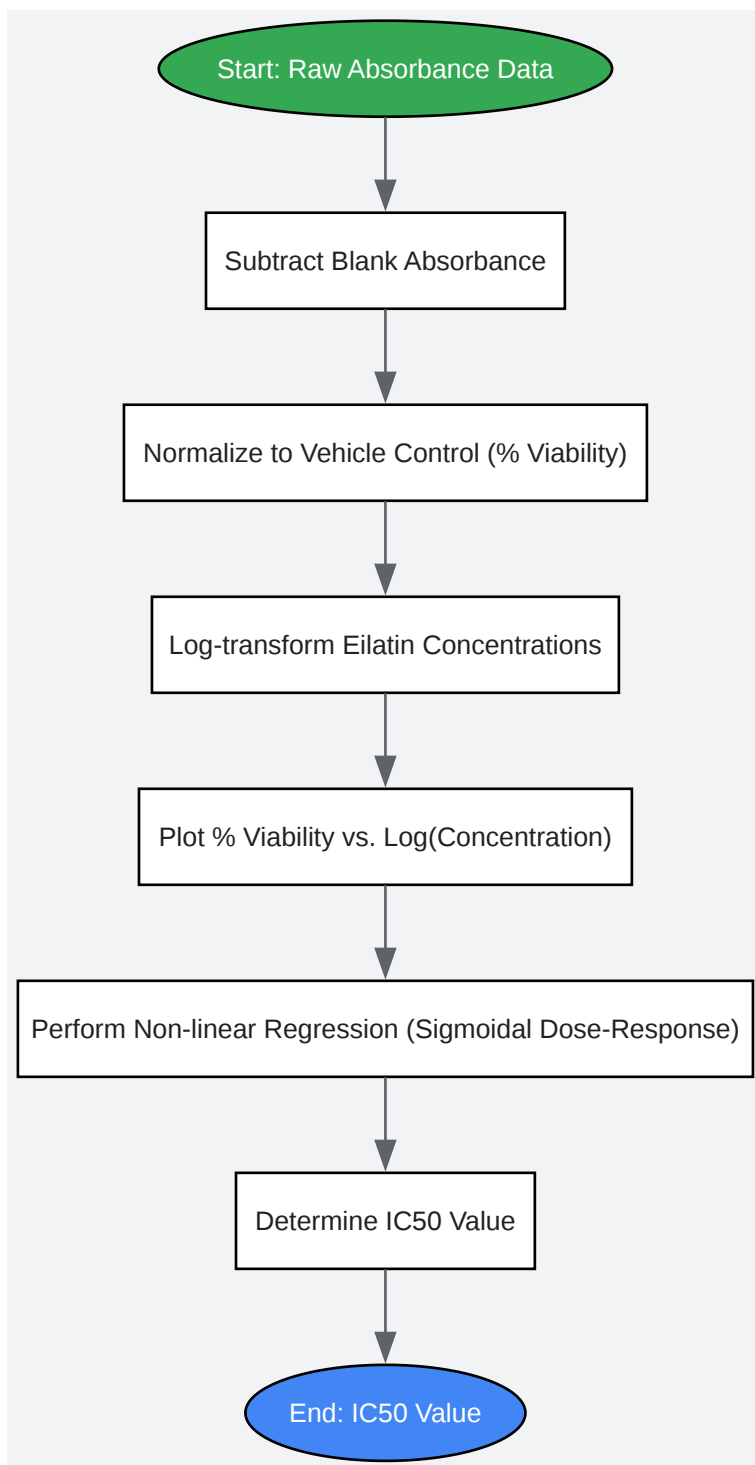 Start: Raw Absorbance Data
Subtract Blank Absorbance
Normalize to Vehicle Control (% Viability)
Log-transform Eilatin Concentrations
Plot % Viability vs. Log(Concentration)
Perform Non-linear Regression (Sigmoidal Dose-Response)
Determine IC50 Value
End: IC50 Value